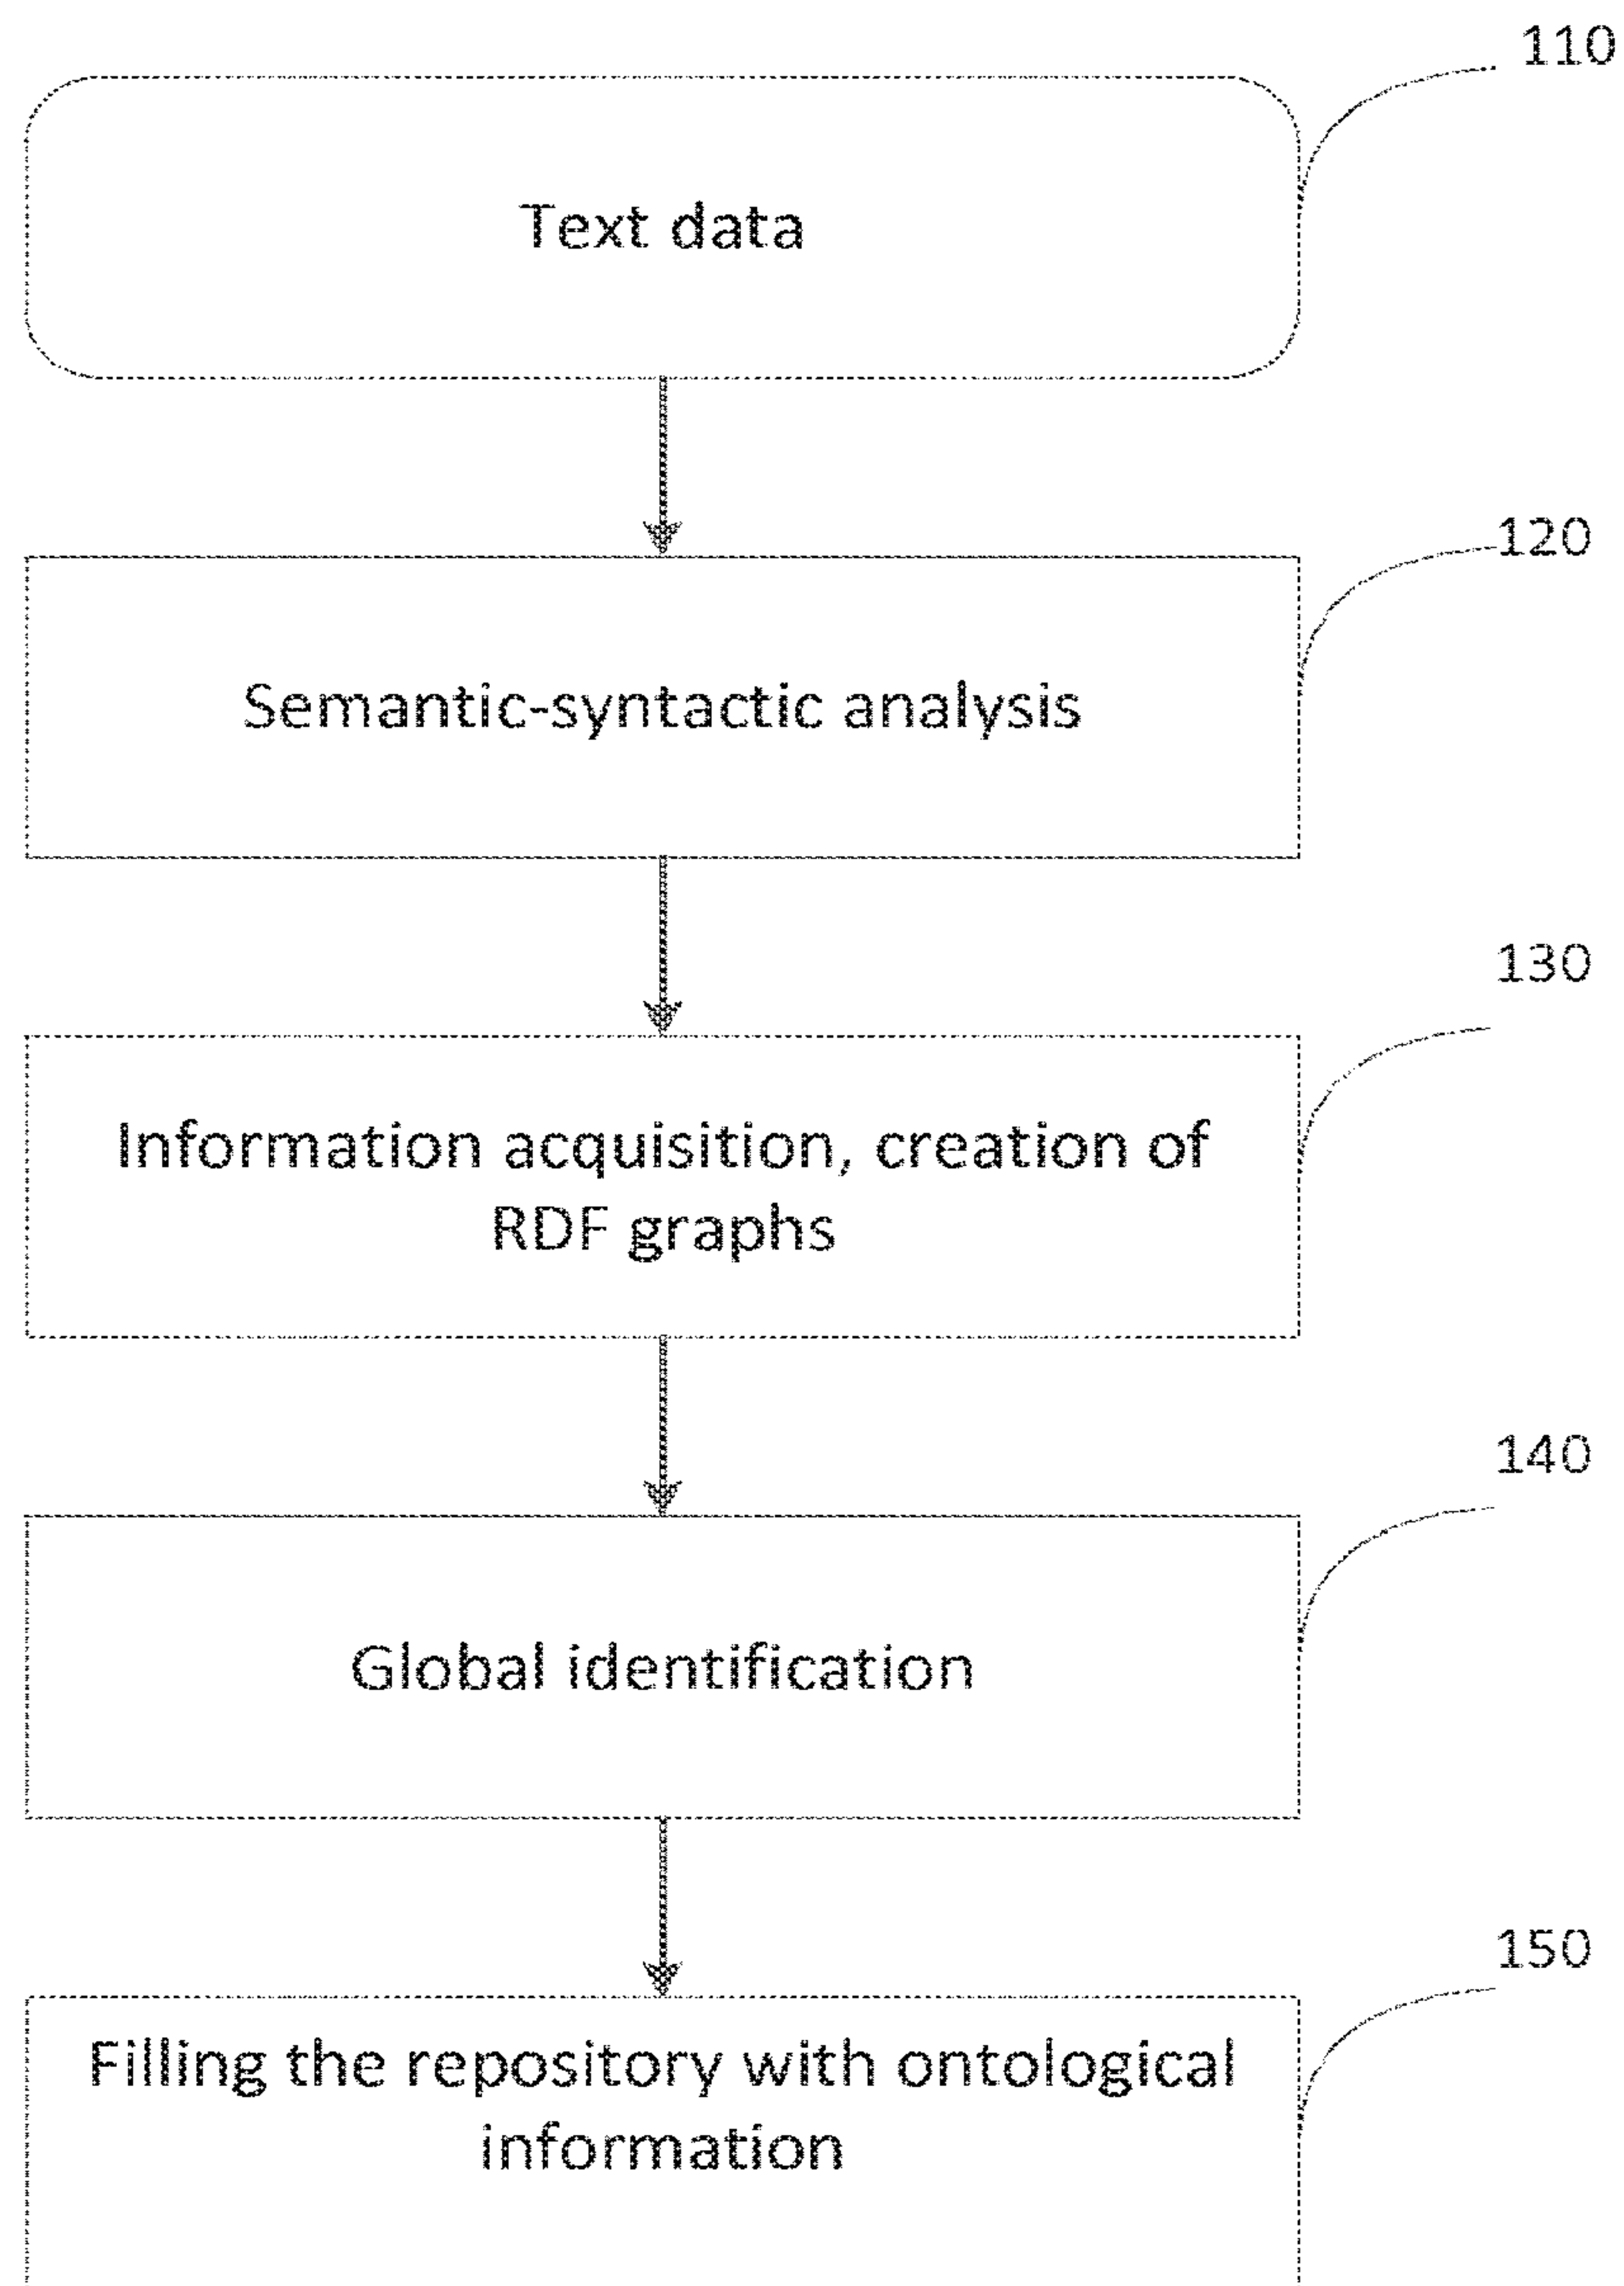 110
Text data
120
Semantic-syntactic analysis
130
Information acquisition, creation of
RDF graphs
140
Global identification
150
Filling the repository with ontological
information